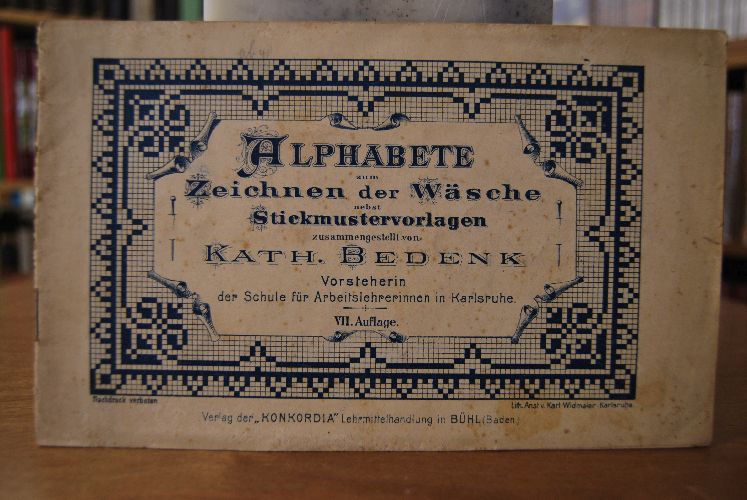 ALPHABETE
zum
Zeichnen der Wäsche
nebst
Stickmustervorlagen
zusammengestellt von
KATH. BEDENK
Vorsteherin
der Schule für Arbeitslehrerinnen in Karlsruhe.
VII. Auflage.
Nachdruck verboten
Lith. Anst. v. Karl Widmaier Karlsruhe.
Verlag der „KONKORDIA" Lehrmittelhandlung in BÜHL (Baden)